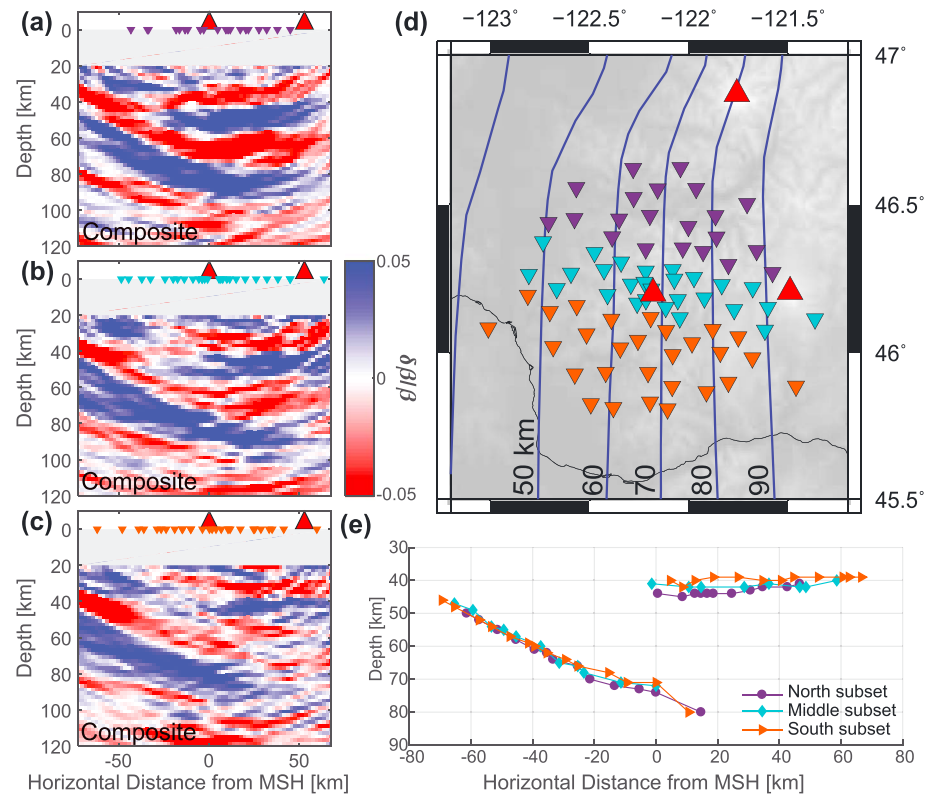 (a)
0
20
40
60
80
100
120
Depth [km]
Composite
(b)
0
20
40
60
80
100
120
Depth [km]
Composite
0.05
0
-0.05
δβ/β
(c)
0
20
40
60
80
100
120
Depth [km]
Composite
-50
0
50
Horizontal Distance from MSH [km]
(d)
−123˚
−122.5˚
−122˚
−121.5˚
47˚
46.5˚
46˚
45.5˚
50 km
60
70
80
90
(e)
30
40
50
60
70
80
90
Depth [km]
North subset
Middle subset
South subset
-80
-60
-40
-20
0
20
40
60
80
Horizontal Distance from MSH [km]